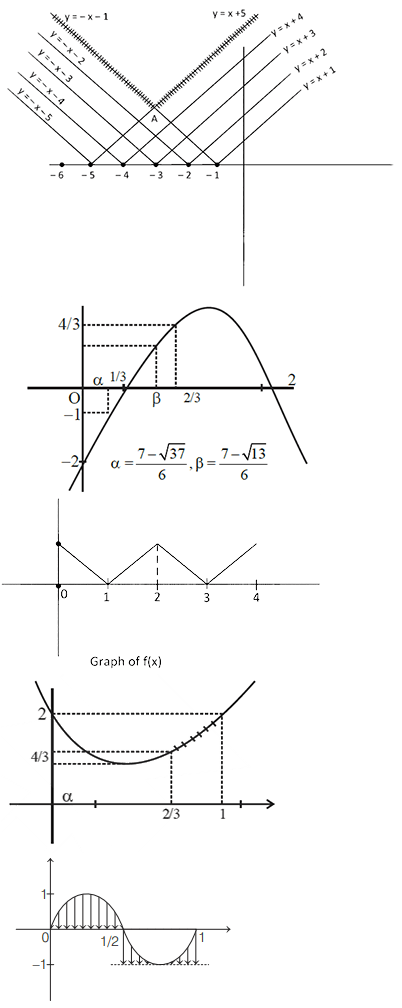 y = – x – 1
y = x +5
y = – x – 2
y = x + 4
y = – x – 3
y = x + 3
y = – x – 4
y = x + 2
y = – x – 5
y = x + 1
A
– 6 – 5 – 4 – 3 – 2 – 1
4/3
α 1/3 2
O β 2/3
–1
–2
α = (7 – √37)/6 , β = (7 – √13)/6
0 1 2 3 4
Graph of f(x)
2
4/3
α
2/3 1
1
0 1/2 1
–1